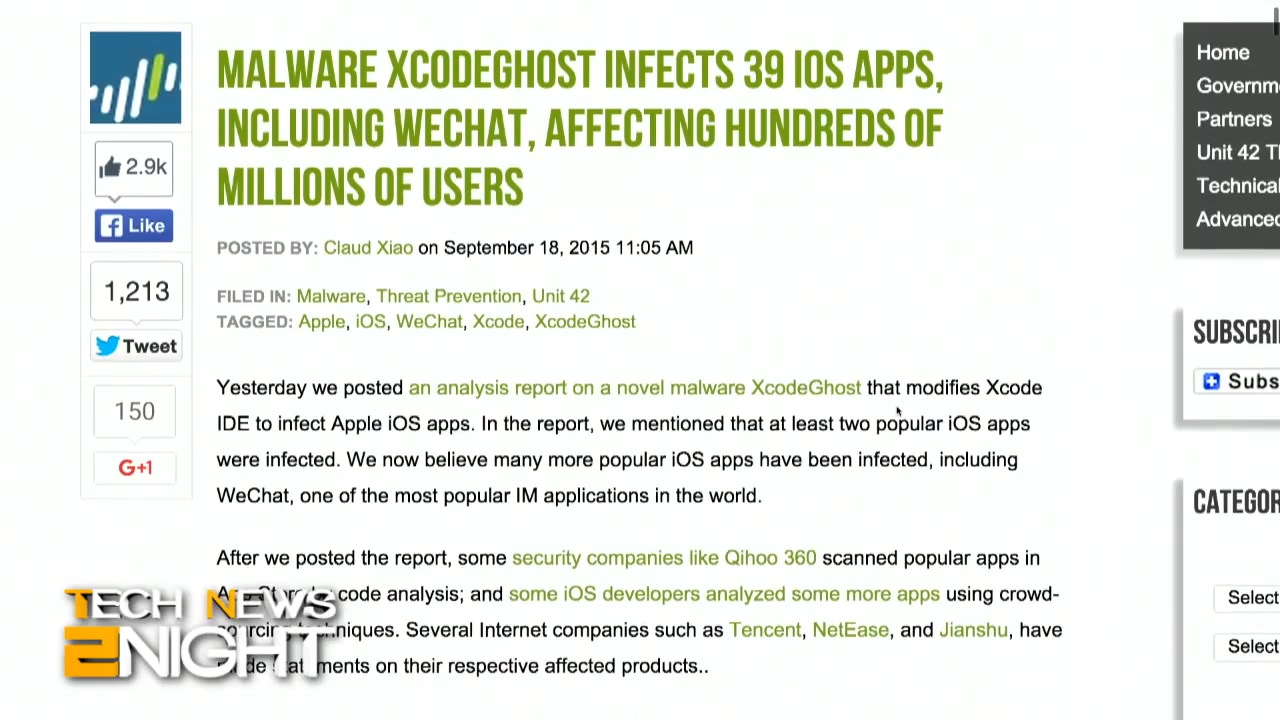 MALWARE XCODEGHOST INFECTS 39 IOS APPS,
INCLUDING WECHAT, AFFECTING HUNDREDS OF
MILLIONS OF USERS
2.9k
Like
1,213
Tweet
150
G+1
POSTED BY: Claud Xiao on September 18, 2015 11:05 AM
FILED IN: Malware, Threat Prevention, Unit 42
TAGGED: Apple, iOS, WeChat, Xcode, XcodeGhost
Yesterday we posted an analysis report on a novel malware XcodeGhost that modifies Xcode
IDE to infect Apple iOS apps. In the report, we mentioned that at least two popular iOS apps
were infected. We now believe many more popular iOS apps have been infected, including
WeChat, one of the most popular IM applications in the world.
After we posted the report, some security companies like Qihoo 360 scanned popular apps in
code analysis; and some iOS developers analyzed some more apps using crowd-
Several Internet companies such as Tencent, NetEase, and Jianshu, have
on their respective affected products..
TECH NEWS
2NIGHT
Home
Governm
Partners
Unit 42 T
Technical
Advanced
SUBSCRI
Subs
CATEGOR
Select
Select